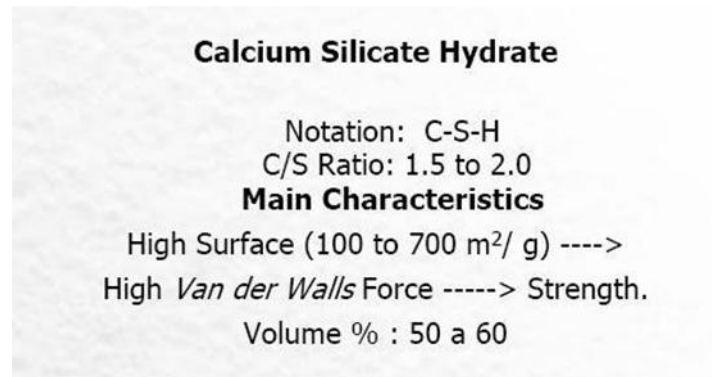 Calcium Silicate Hydrate
Notation: C-S-H
C/S Ratio: 1.5 to 2.0
Main Characteristics
High Surface (100 to 700 m²/ g) ---->
High Van der Walls Force -----> Strength.
Volume % : 50 a 60